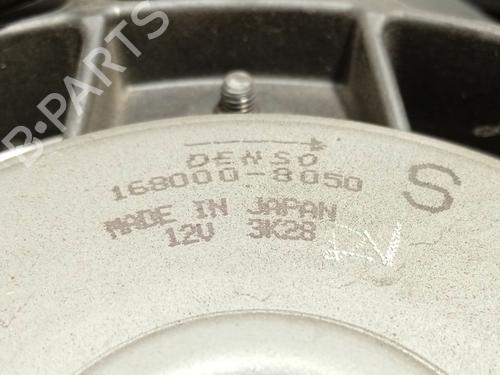 B-PARTS
DENSO
168000-8050
S
MADE IN JAPAN
12V 3K28